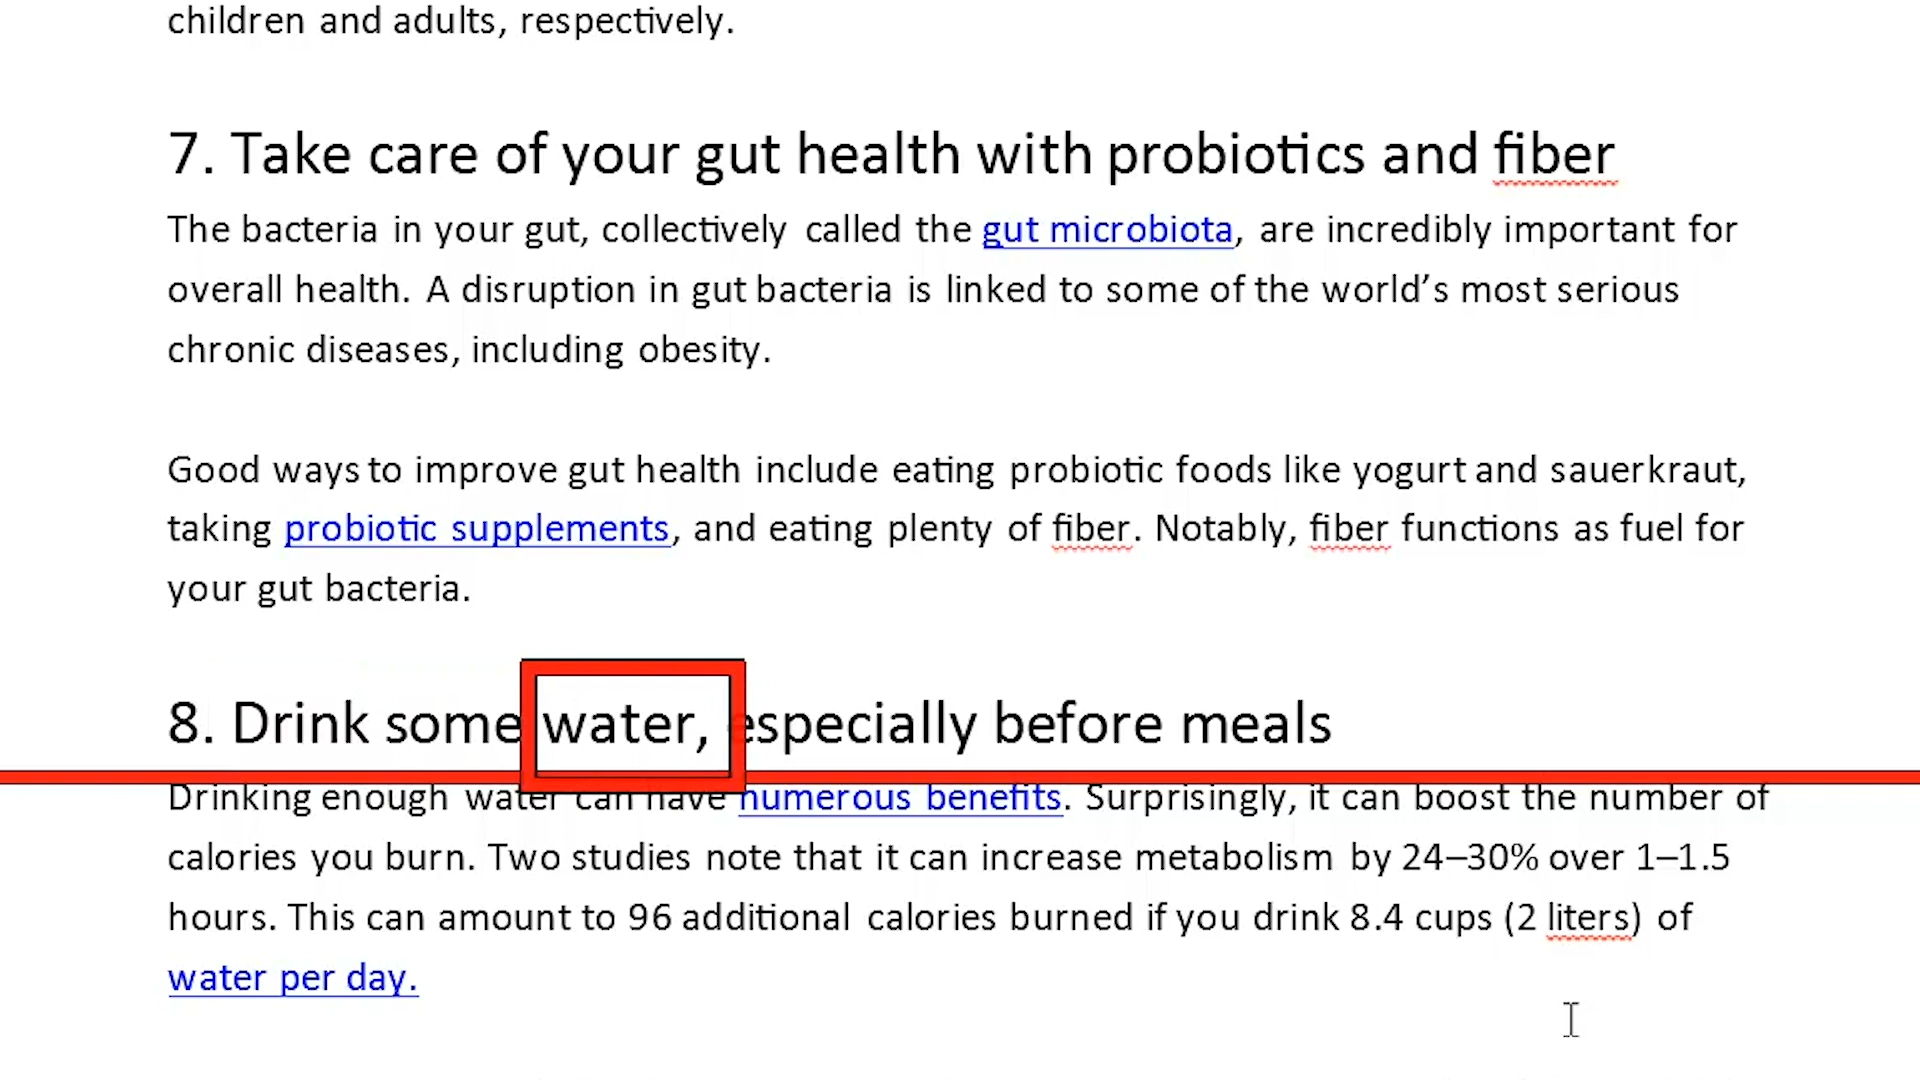 children and adults, respectively.
7. Take care of your gut health with probiotics and fiber
The bacteria in your gut, collectively called the gut microbiota, are incredibly important for
overall health. A disruption in gut bacteria is linked to some of the world’s most serious
chronic diseases, including obesity.
Good ways to improve gut health include eating probiotic foods like yogurt and sauerkraut,
taking probiotic supplements, and eating plenty of fiber. Notably, fiber functions as fuel for
your gut bacteria.
8. Drink some water, especially before meals
Drinking enough water can have numerous benefits. Surprisingly, it can boost the number of
calories you burn. Two studies note that it can increase metabolism by 24–30% over 1–1.5
hours. This can amount to 96 additional calories burned if you drink 8.4 cups (2 liters) of
water per day.